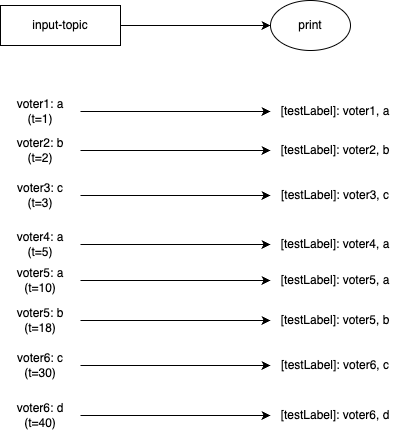 input-topic
print
voter1: a
(t=1)
[testLabel]: voter1, a
voter2: b
(t=2)
[testLabel]: voter2, b
voter3: c
(t=3)
[testLabel]: voter3, c
voter4: a
(t=5)
[testLabel]: voter4, a
voter5: a
(t=10)
[testLabel]: voter5, a
voter5: b
(t=18)
[testLabel]: voter5, b
voter6: c
(t=30)
[testLabel]: voter6, c
voter6: d
(t=40)
[testLabel]: voter6, d